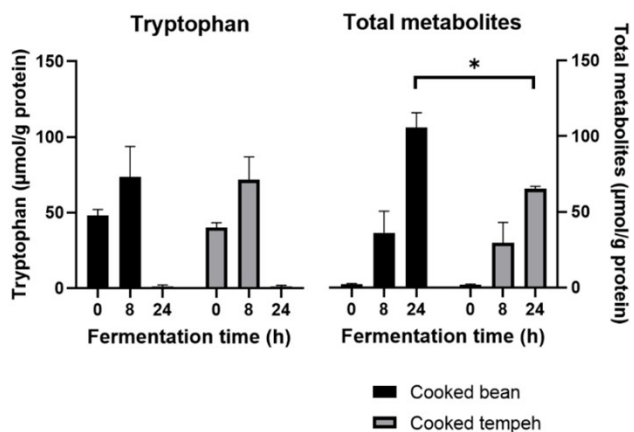 Tryptophan
Total metabolites
Tryptophan (μmol/g protein)
150
100
50
0
0 8 24 0 8 24
Fermentation time (h)
*
0 8 24 0 8 24
Fermentation time (h)
150
100
50
0
Total metabolites (μmol/g protein)
Cooked bean
Cooked tempeh